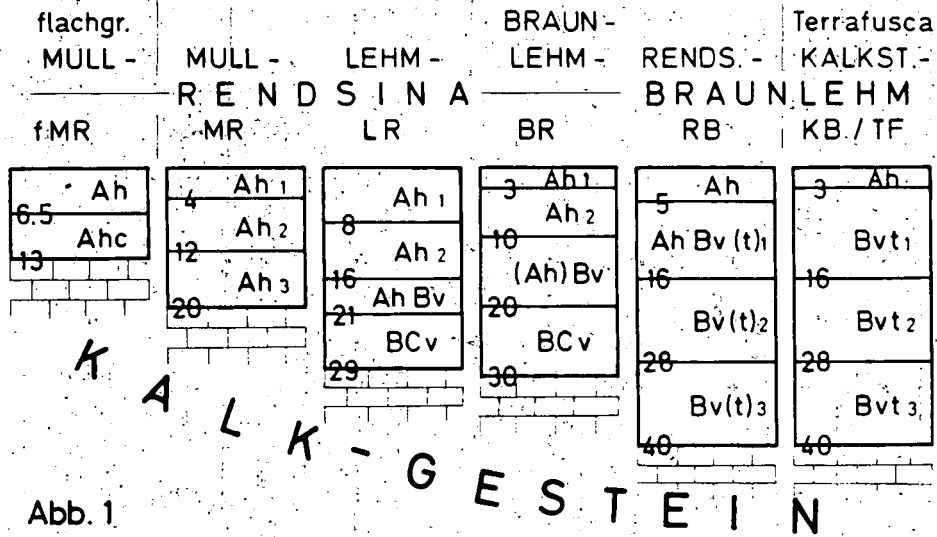 flachgr. BRAUN- Terrafusca
MULL- MULL- LEHM- LEHM- RENDS.- KALKST.-
RENDSINA BRAUNLEHM
fMR MR LR BR RB KB./TF
Ah
6.5
Ahc
13
Ah1
4
Ah2
12
Ah3
20
Ah1
8
Ah2
16
AhBv
21
BCv
29
Ah1
3
Ah2
10
(Ah)Bv
20
BCv
30
Ah
5
AhBv(t)1
16
Bv(t)2
28
Bv(t)3
40
Ah
3
Bvt1
16
Bvt2
28
Bvt3
40
KALK-GESTEIN
Abb. 1